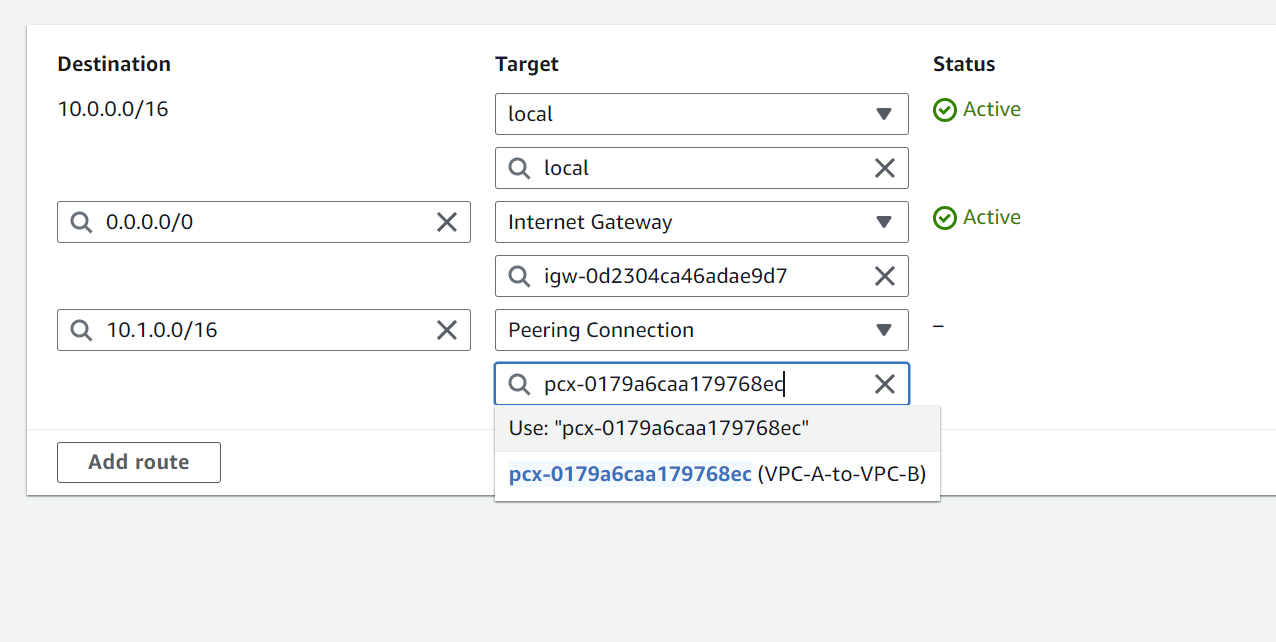 Destination Target Status
10.0.0.0/16 local Active
local
0.0.0.0/0 Internet Gateway Active
igw-0d2304ca46adae9d7
10.1.0.0/16 Peering Connection –
pcx-0179a6caa179768ec
Use: "pcx-0179a6caa179768ec"
Add route
pcx-0179a6caa179768ec (VPC-A-to-VPC-B)